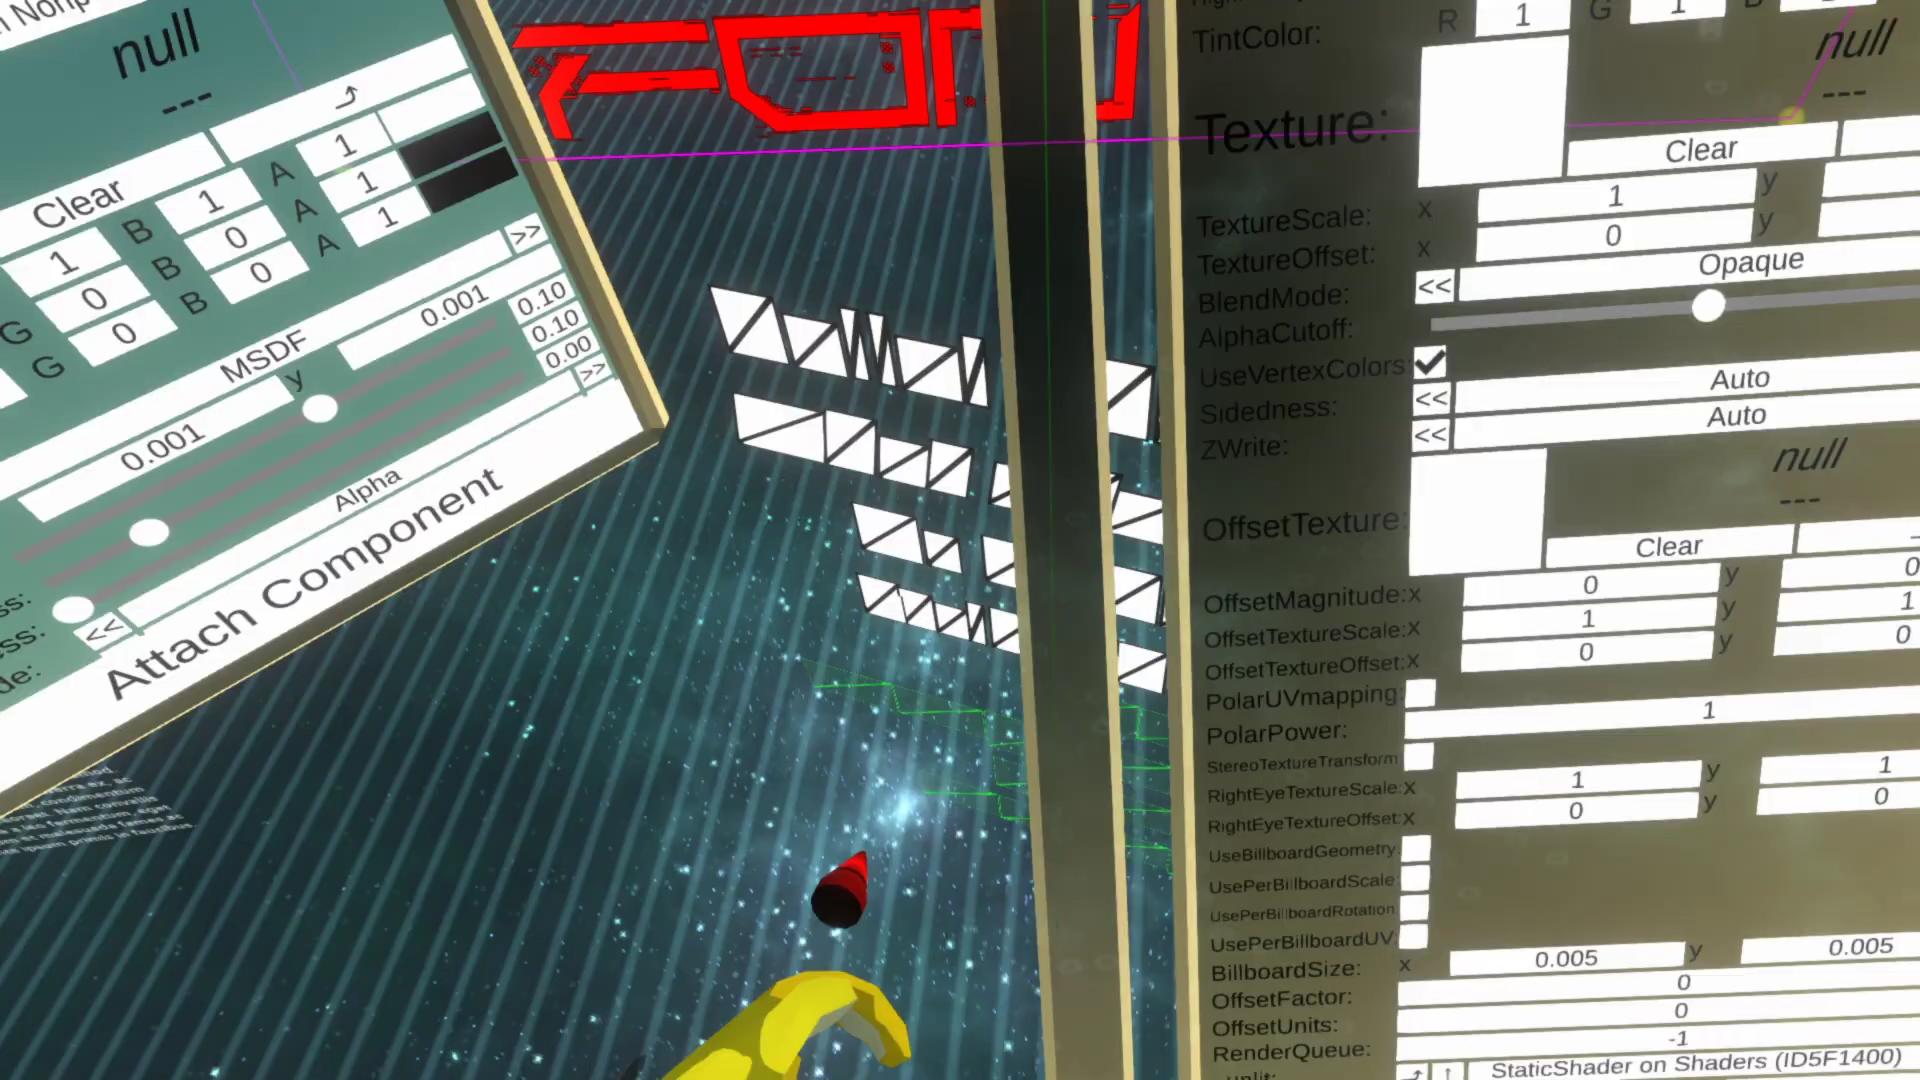 null
---
Clear
1 B 1 A 1
G 0 B 0 A 1
G 0 B 0 A 1
MSDF >>
0.001 y 0.001
0.10
0.10
0.00
<< Alpha >>
Attach Component
TintColor: R 1 G 1
Texture: null
---
Clear
TextureScale: x 1 y
TextureOffset: x 0 y
BlendMode: << Opaque
AlphaCutoff:
UseVertexColors:
Sidedness: << Auto
ZWrite: << Auto
OffsetTexture: null
---
Clear
OffsetMagnitude: x 0 y 0
OffsetTextureScale: x 1 y 1
OffsetTextureOffset: x 0 y 0
PolarUVmapping:
PolarPower: 1
StereoTextureTransform
RightEyeTextureScale: x 1 y 1
RightEyeTextureOffset: x 0 y 0
UseBillboardGeometry
UsePerBillboardScale:
UsePerBillboardRotation
UsePerBillboardUV:
BillboardSize: x 0.005 y 0.005
OffsetFactor: 0
OffsetUnits: 0
RenderQueue: -1
StaticShader on Shaders (ID5F1400)